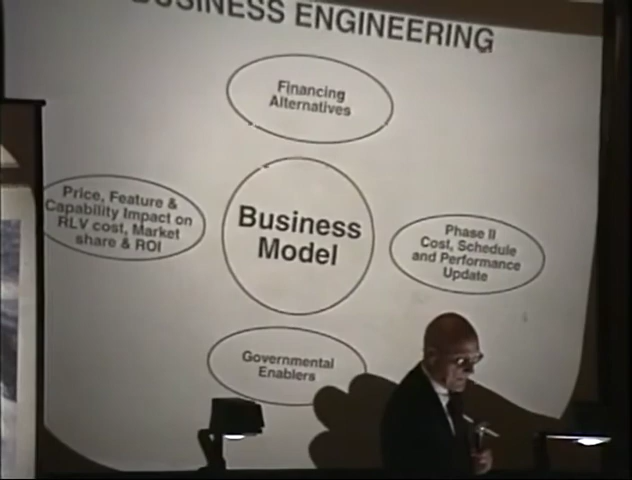 BUSINESS ENGINEERING
Financing
Alternatives
Price, Feature &
Capability Impact on
RLV cost, Market
share & ROI
Business
Model
Phase II
Cost, Schedule
and Performance
Update
Governmental
Enablers